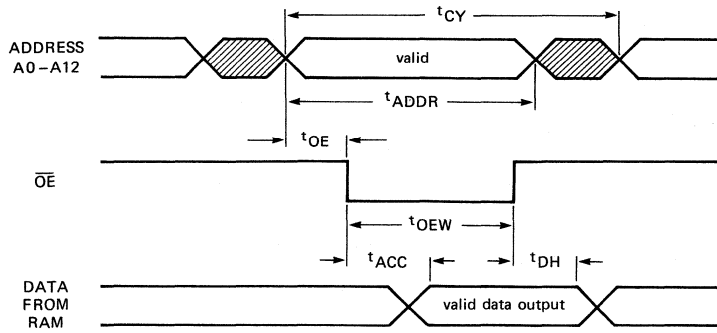 tCY
ADDRESS
A0–A12
valid
tADDR
tOE
OE
tOEW
tACC
tDH
DATA
FROM
RAM
valid data output